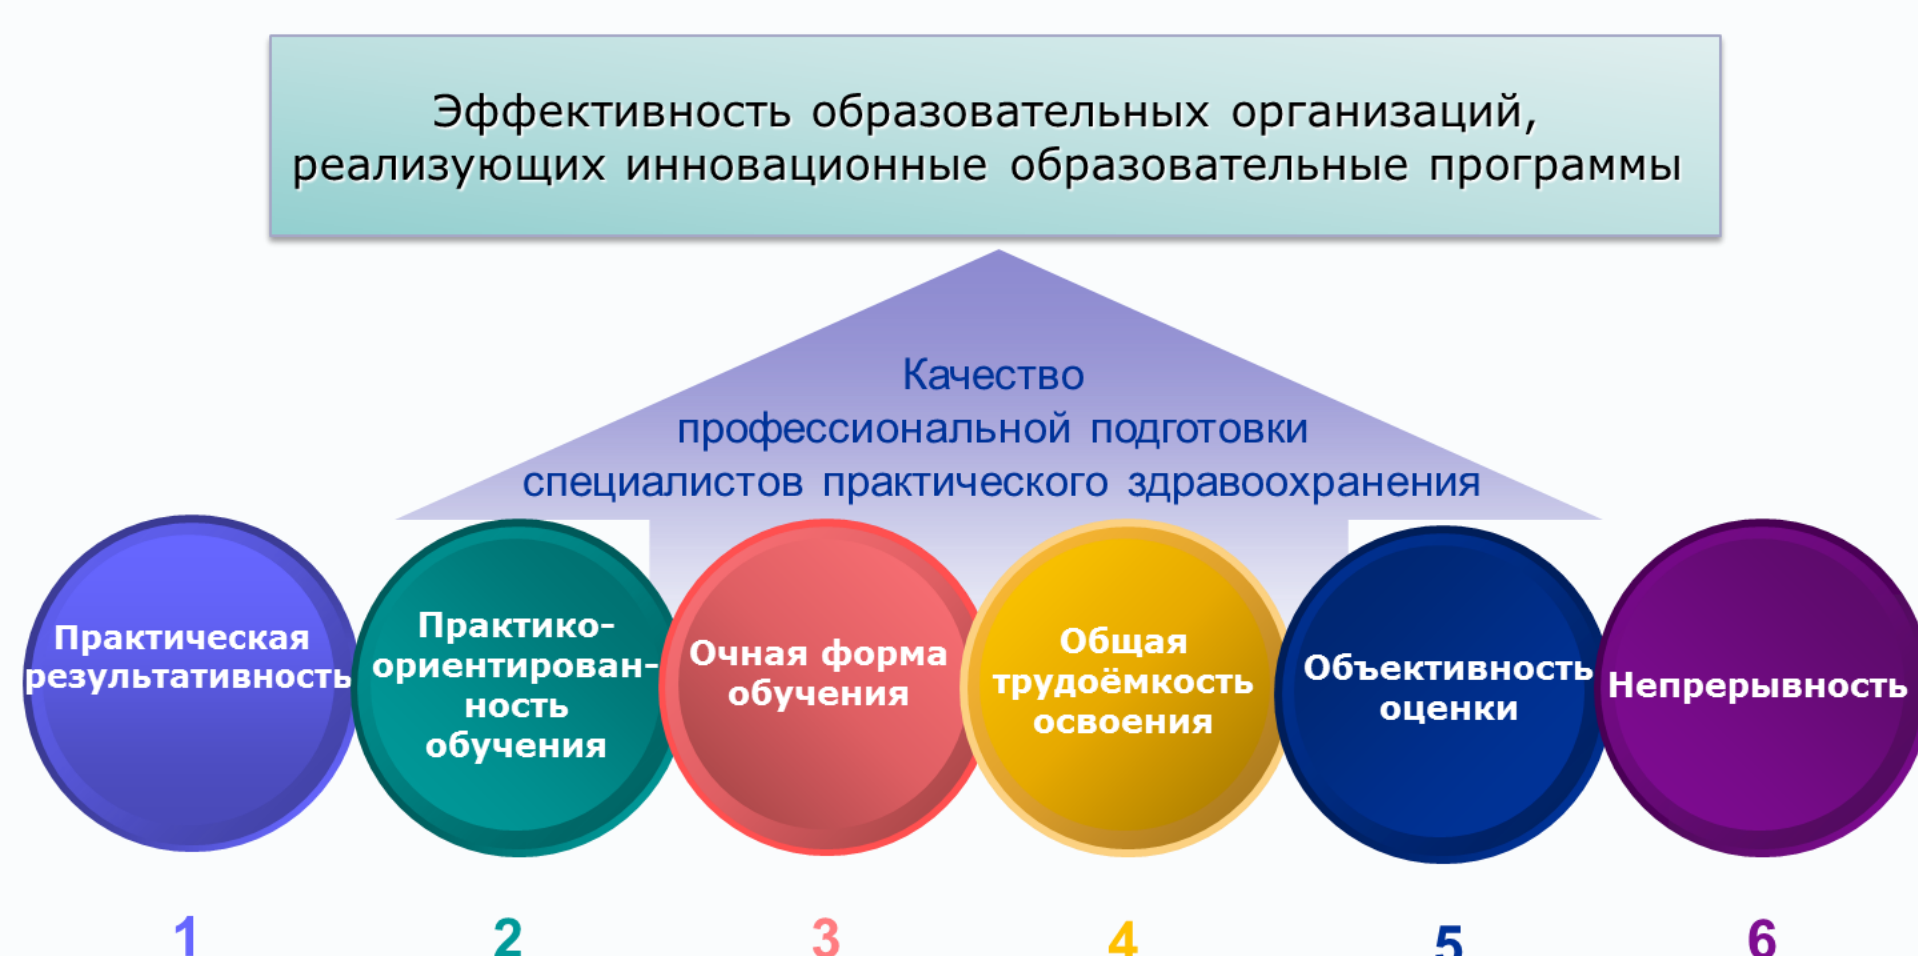 Эффективность образовательных организаций,
реализующих инновационные образовательные программы
Качество
профессиональной подготовки
специалистов практического здравоохранения
Практическая
результативность
Практико-
ориентирован-
ность
обучения
Очная форма
обучения
Общая
трудоёмкость
освоения
Объективность
оценки
Непрерывность
1
2
3
4
5
6